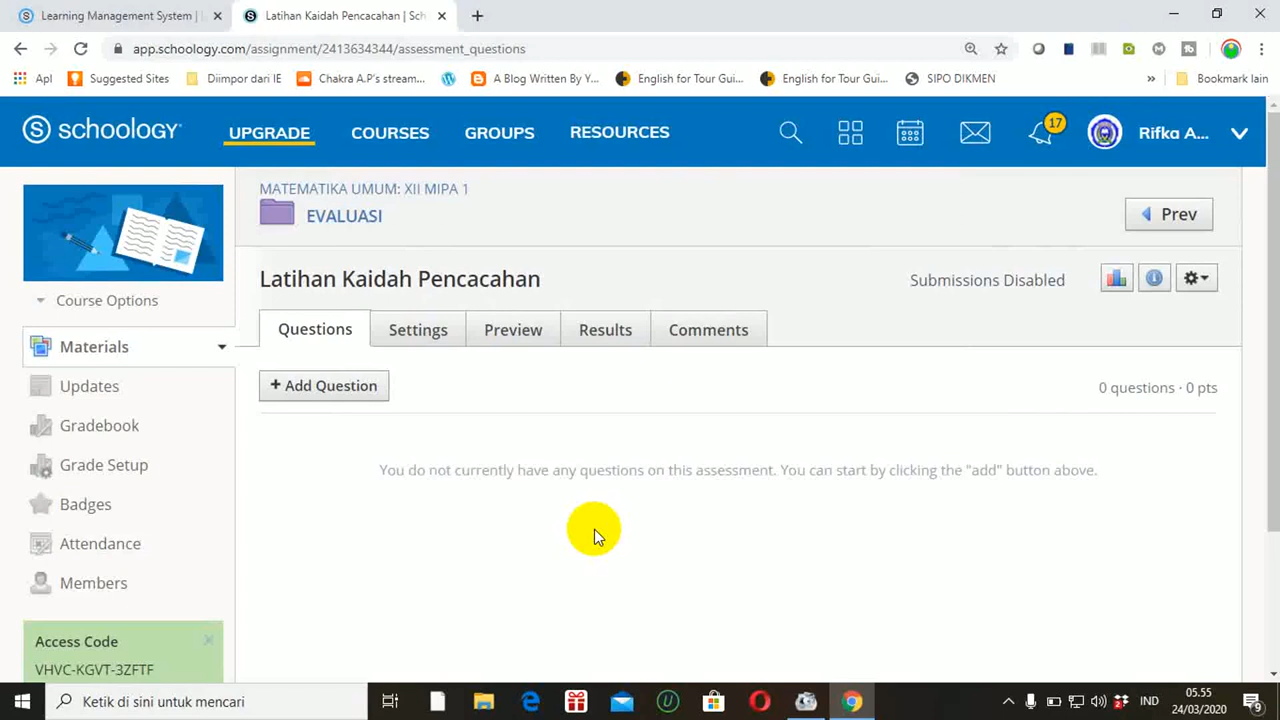 Learning Management System |
Latihan Kaidah Pencacahan | Sch
app.schoology.com/assignment/2413634344/assessment_questions
Apl
Suggested Sites
Diimpor dari IE
Chakra A.P's stream...
A Blog Written By Y...
English for Tour Gui...
English for Tour Gui...
SIPO DIKMEN
»
Bookmark lain
S schoology
UPGRADE
COURSES
GROUPS
RESOURCES
17
Rifka A...
MATEMATIKA UMUM: XII MIPA 1
EVALUASI
Prev
Latihan Kaidah Pencacahan
Submissions Disabled
Course Options
Questions
Settings
Preview
Results
Comments
Materials
+ Add Question
0 questions · 0 pts
Updates
Gradebook
Grade Setup
Badges
Attendance
Members
You do not currently have any questions on this assessment. You can start by clicking the "add" button above.
Access Code
VHVC-KGVT-3ZFTF
Ketik di sini untuk mencari
IND
05.55
24/03/2020
9